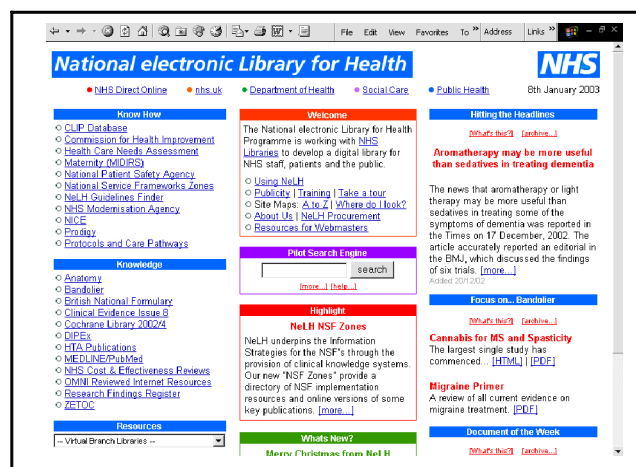 File Edit View Favorites To » Address Links »
National electronic Library for Health
NHS
NHS Direct Online nhs.uk Department of Health Social Care Public Health 8th January 2003
Know How
CLIP Database
Commission for Health Improvement
Health Care Needs Assessment
Maternity (MIDIRS)
National Patient Safety Agency
National Service Frameworks Zones
NeLH Guidelines Finder
NHS Modernisation Agency
NICE
Prodigy
Protocols and Care Pathways
Knowledge
Anatomy
Bandolier
British National Formulary
Clinical Evidence Issue 8
Cochrane Library 2002/4
DIPEx
HTA Publications
MEDLINE/PubMed
NHS Cost & Effectiveness Reviews
OMNI Reviewed Internet Resources
Research Findings Register
ZETOC
Resources
-- Virtual Branch Libraries --
Welcome
The National electronic Library for Health
Programme is working with NHS
Libraries to develop a digital library for
NHS staff, patients and the public.
Using NeLH
Publicity | Training | Take a tour
Site Maps: A to Z | Where do I look?
About Us | NeLH Procurement
Resources for Webmasters
Pilot Search Engine
search
[more...] [help...]
Highlight
NeLH NSF Zones
NeLH underpins the Information
Strategies for the NSF"s through the
provision of clinical knowledge systems.
Our new "NSF Zones" provide a
directory of NSF implementation
resources and online versions of some
key publications. [more...]
Whats New?
Merry Christmas from NeLH
Hitting the Headlines
[What's this?] [archive...]
Aromatherapy may be more useful
than sedatives in treating dementia
The news that aromatherapy or light
therapy may be more useful than
sedatives in treating some of the
symptoms of dementia was reported in
the Times on 17 December, 2002. The
article accurately reported an editorial in
the BMJ, which discussed the findings
of six trials. [more...]
Added 20/12/02
Focus on... Bandolier
[What's this?] [archive...]
Cannabis for MS and Spasticity
The largest single study has
commenced... [HTML] | [PDF]
Migraine Primer
A review of all current evidence on
migraine treatment. [PDF]
Document of the Week
[What's this?] [archive...]